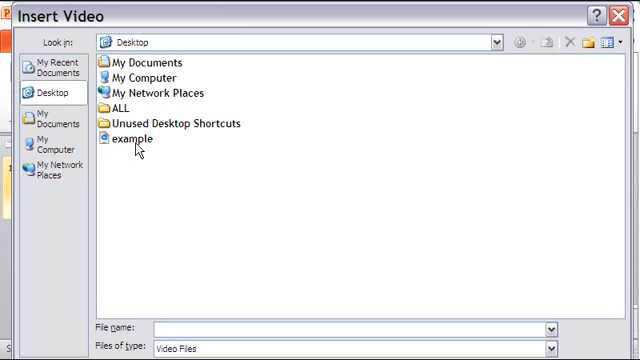 Insert Video
Look in:
Desktop
My Recent
Documents
Desktop
My
Documents
My
Computer
My Network
Places
My Documents
My Computer
My Network Places
ALL
Unused Desktop Shortcuts
example
File name:
Files of type:
Video Files